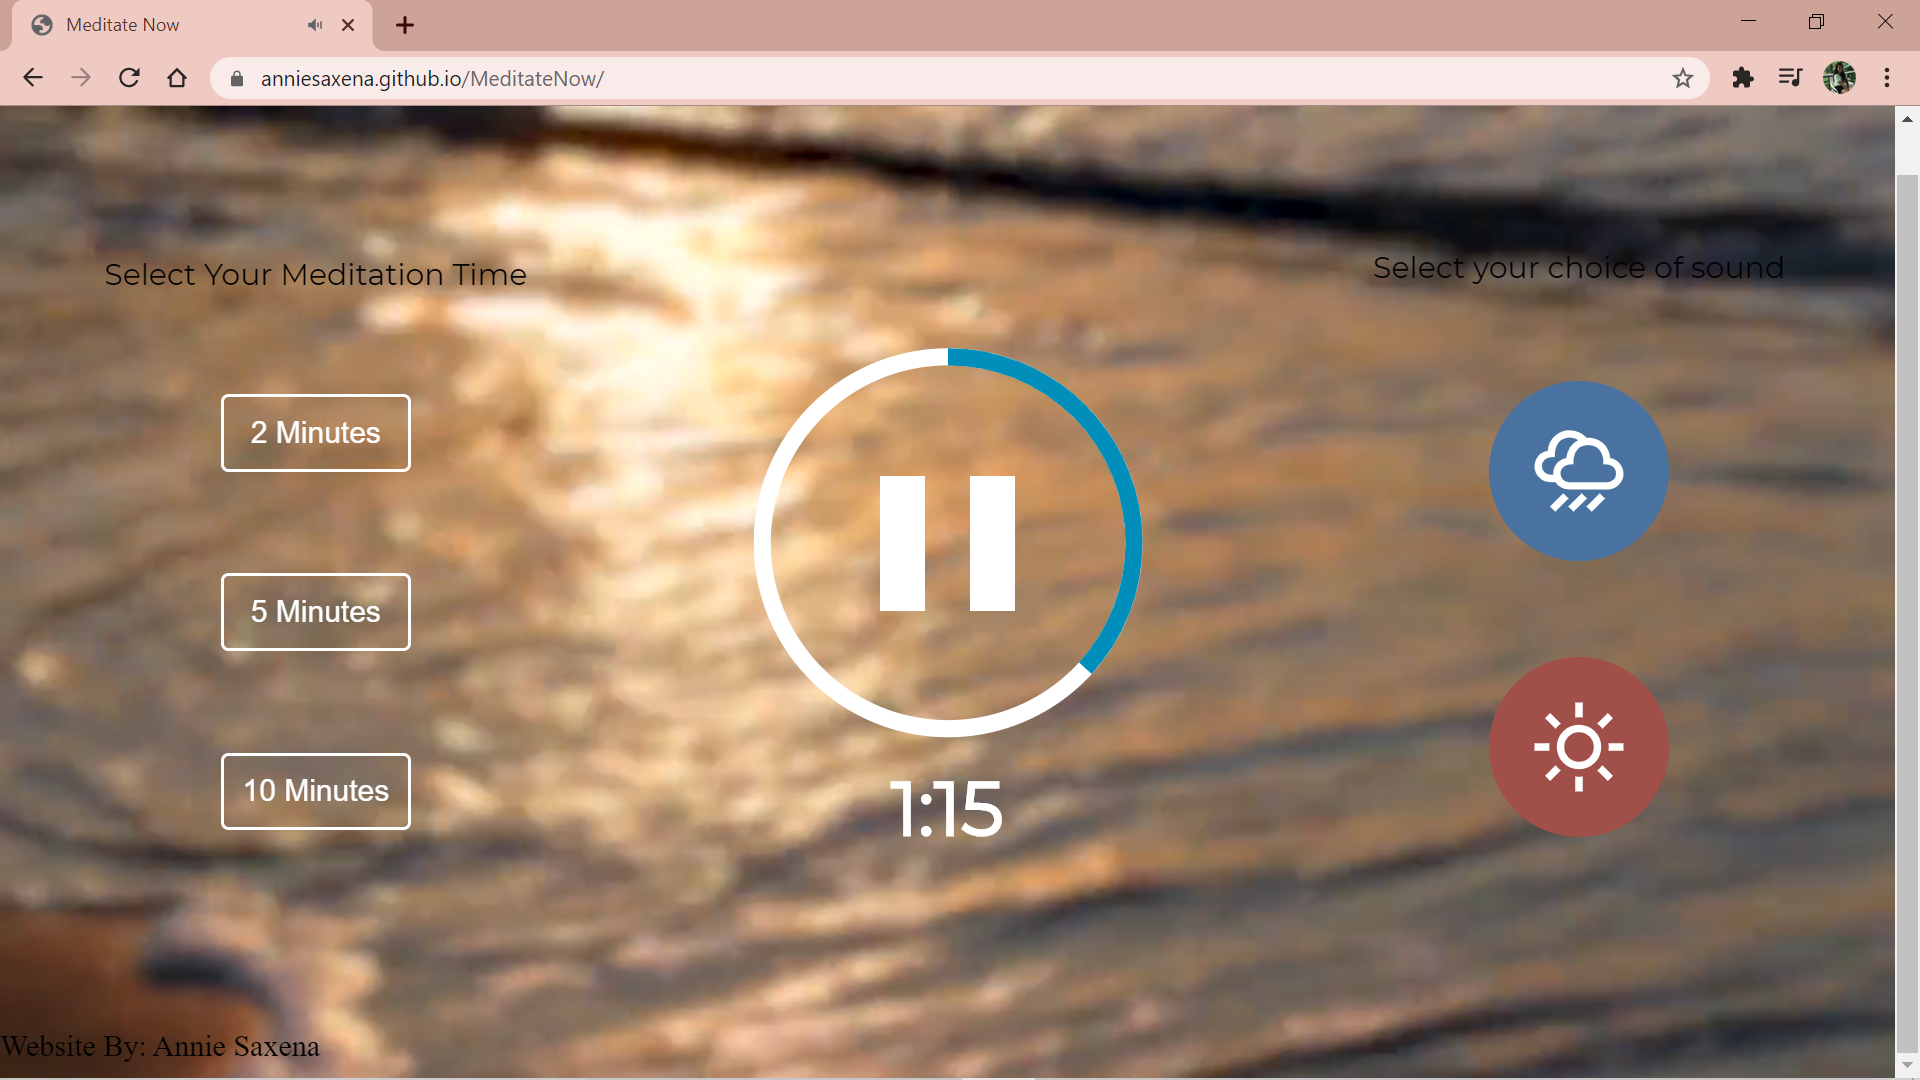 Meditate Now
anniesaxena.github.io/MeditateNow/
Select Your Meditation Time
Select your choice of sound
2 Minutes
5 Minutes
10 Minutes
1:15
Website By: Annie Saxena